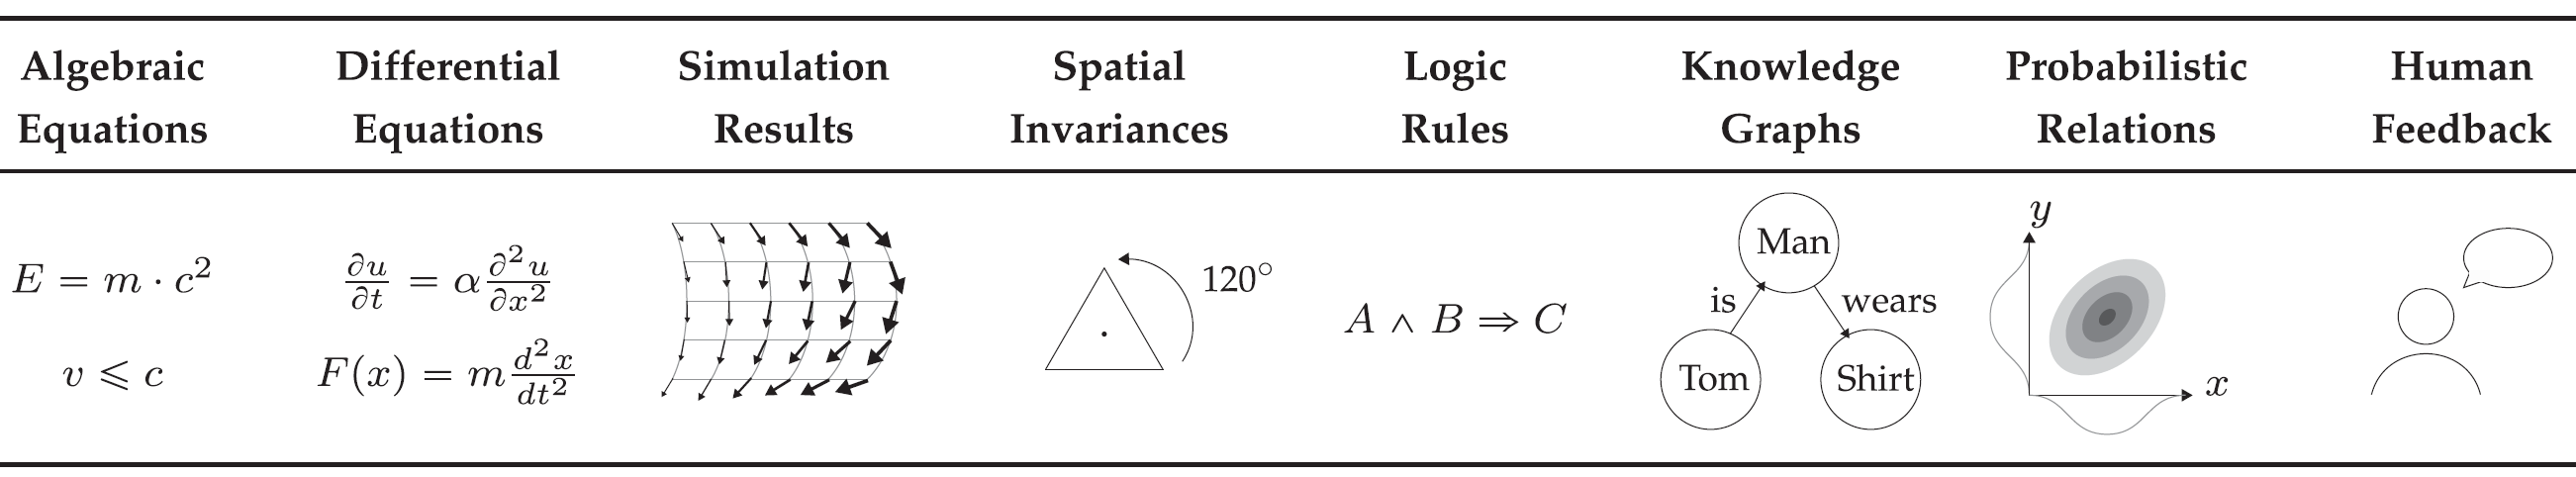 Algebraic Equations
Differential Equations
Simulation Results
Spatial Invariances
Logic Rules
Knowledge Graphs
Probabilistic Relations
Human Feedback
E = m · c²
v ⩽ c
∂u/∂t = α ∂²u/∂x²
F(x) = m d²x/dt²
120°
A ∧ B ⇒ C
Man
is
wears
Tom
Shirt
y
x